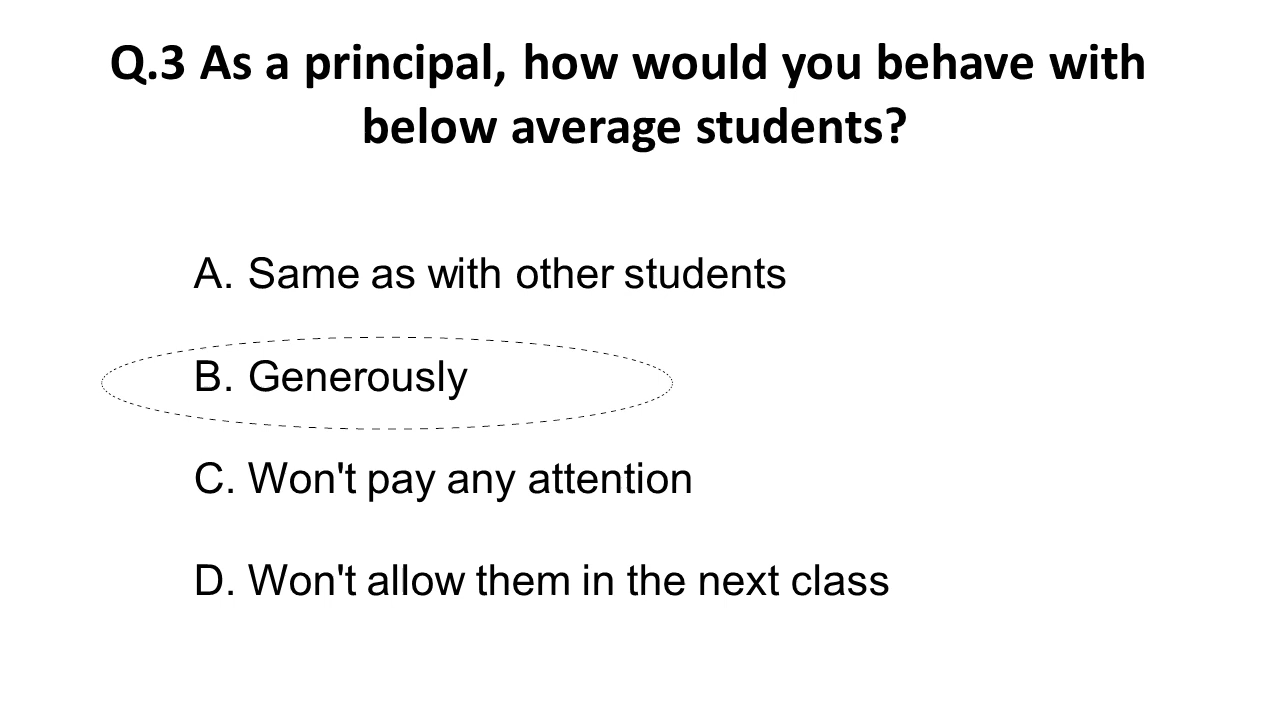 Q.3 As a principal, how would you behave with
below average students?
A. Same as with other students
B. Generously
C. Won't pay any attention
D. Won't allow them in the next class